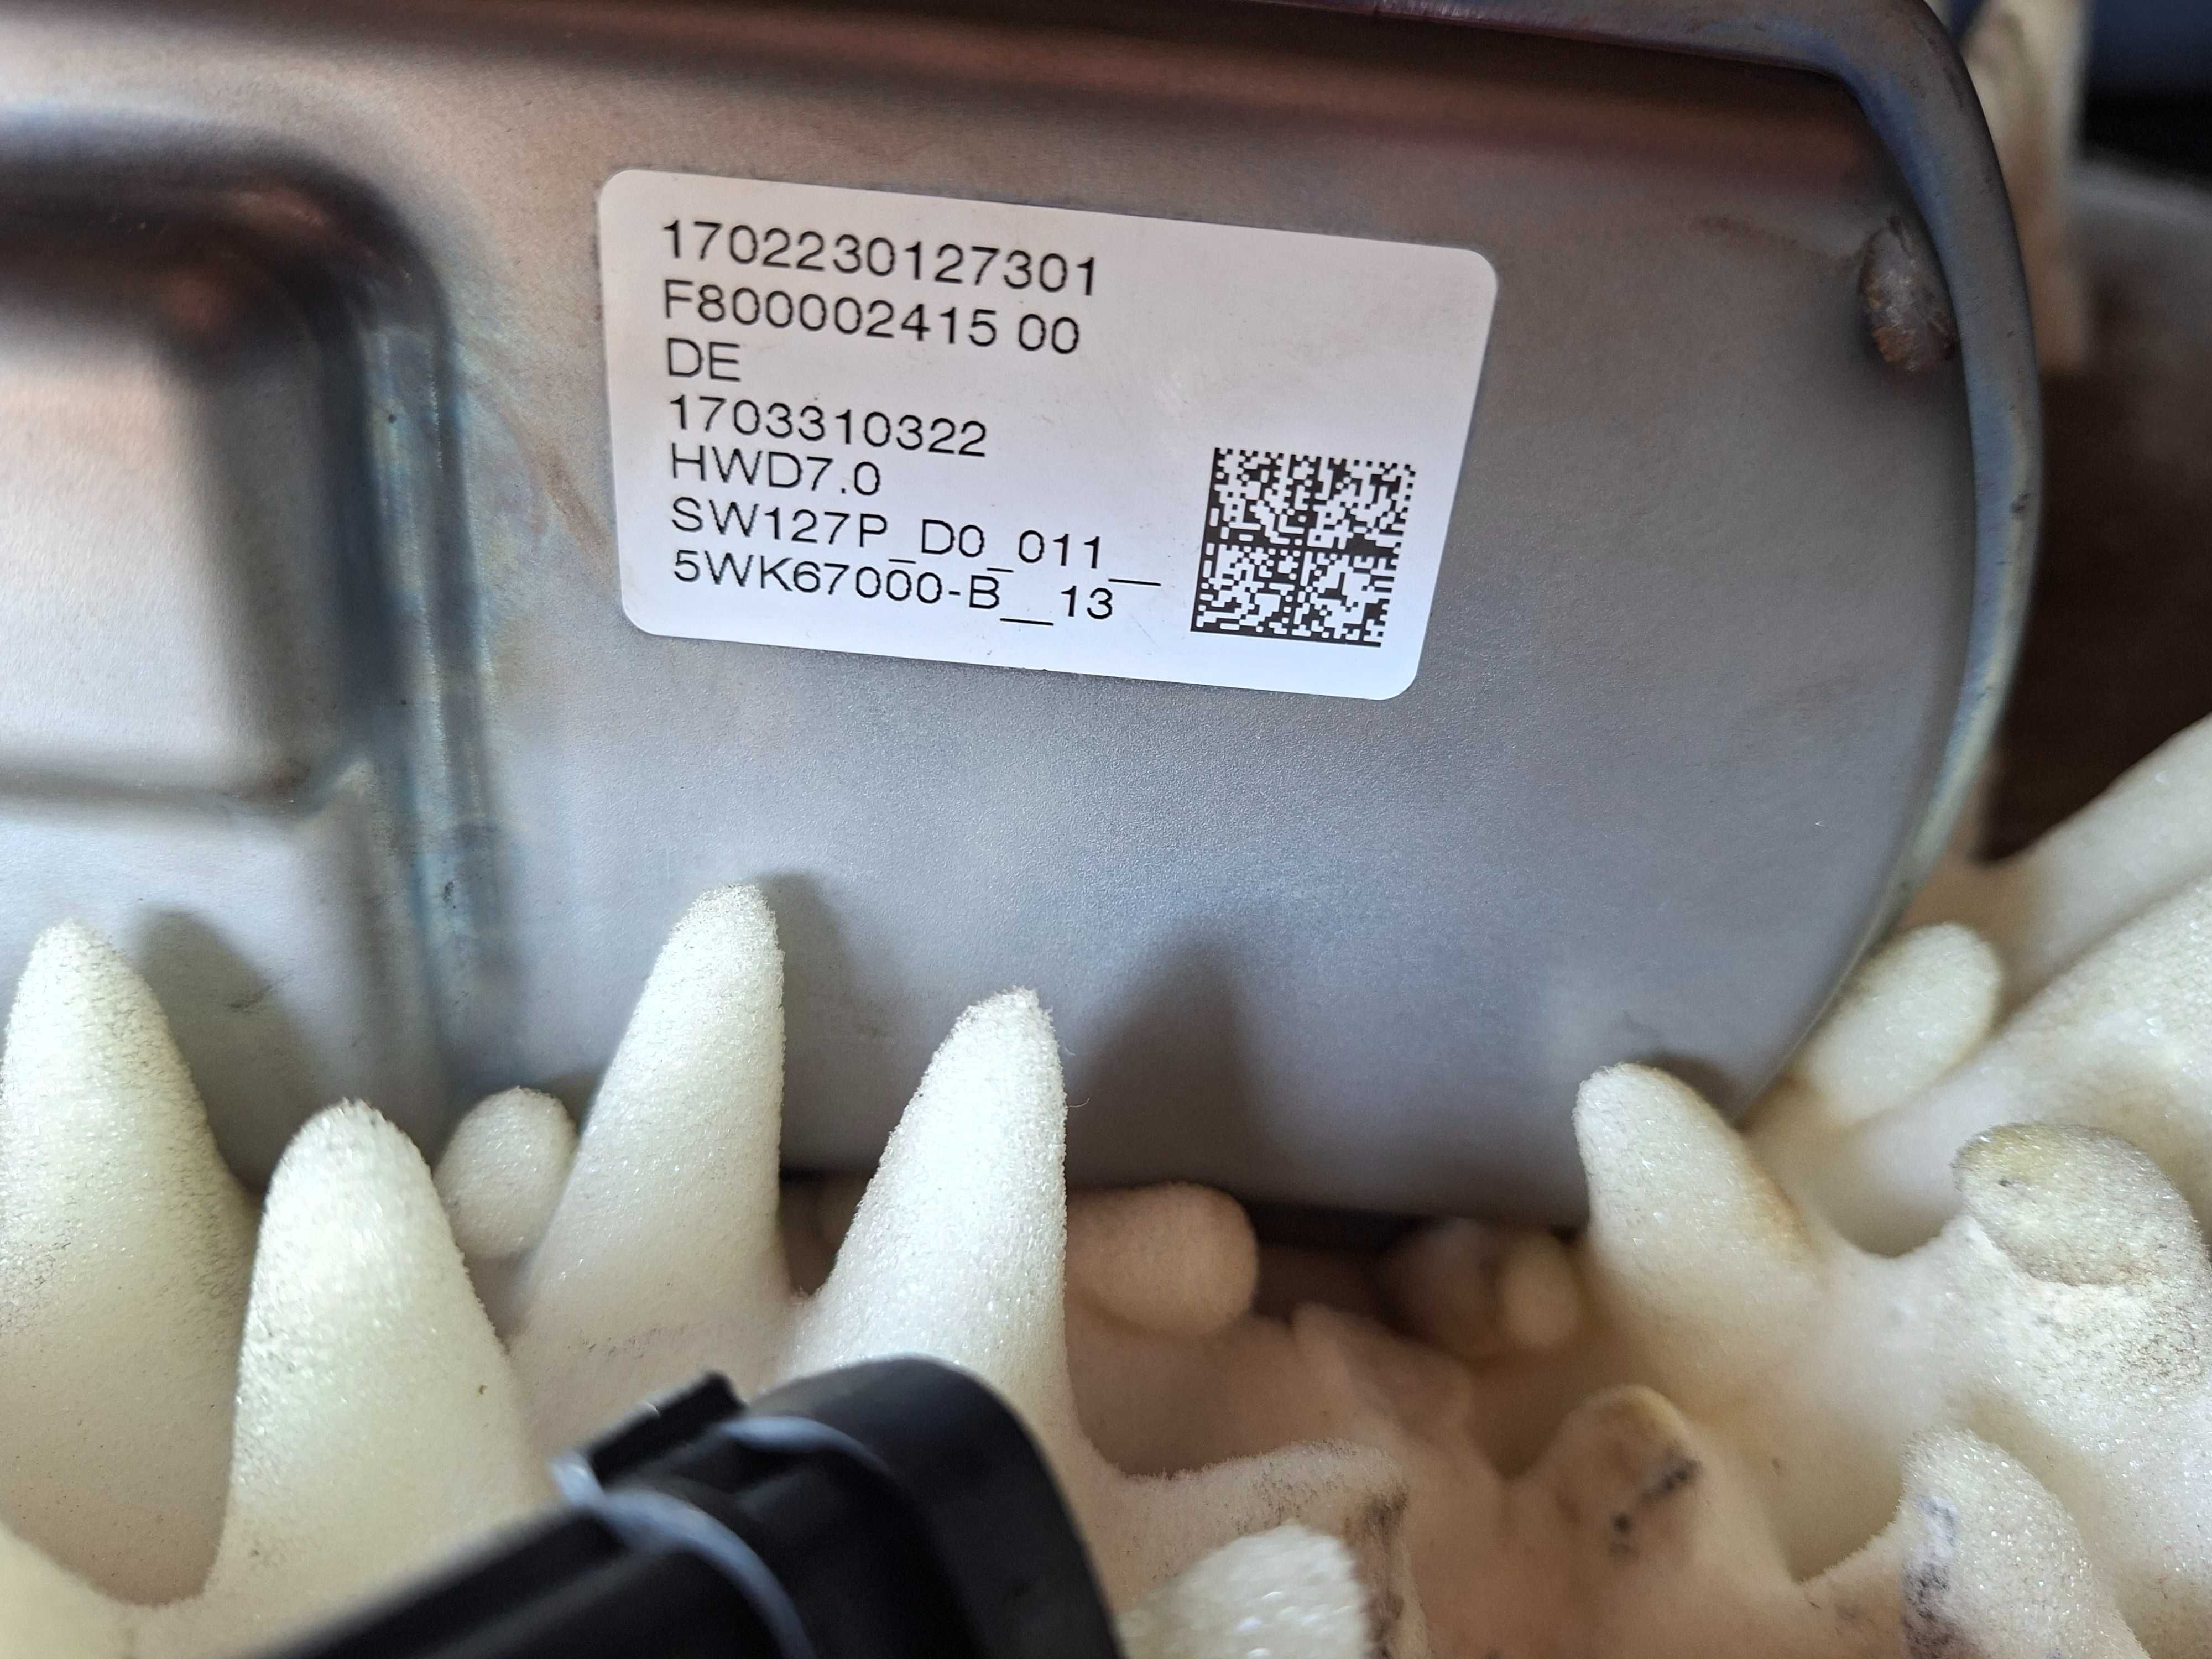 1702230127301
F800002415 00
DE
1703310322
HWD7.0
SW127P_D0_011__
5WK67000-B__13